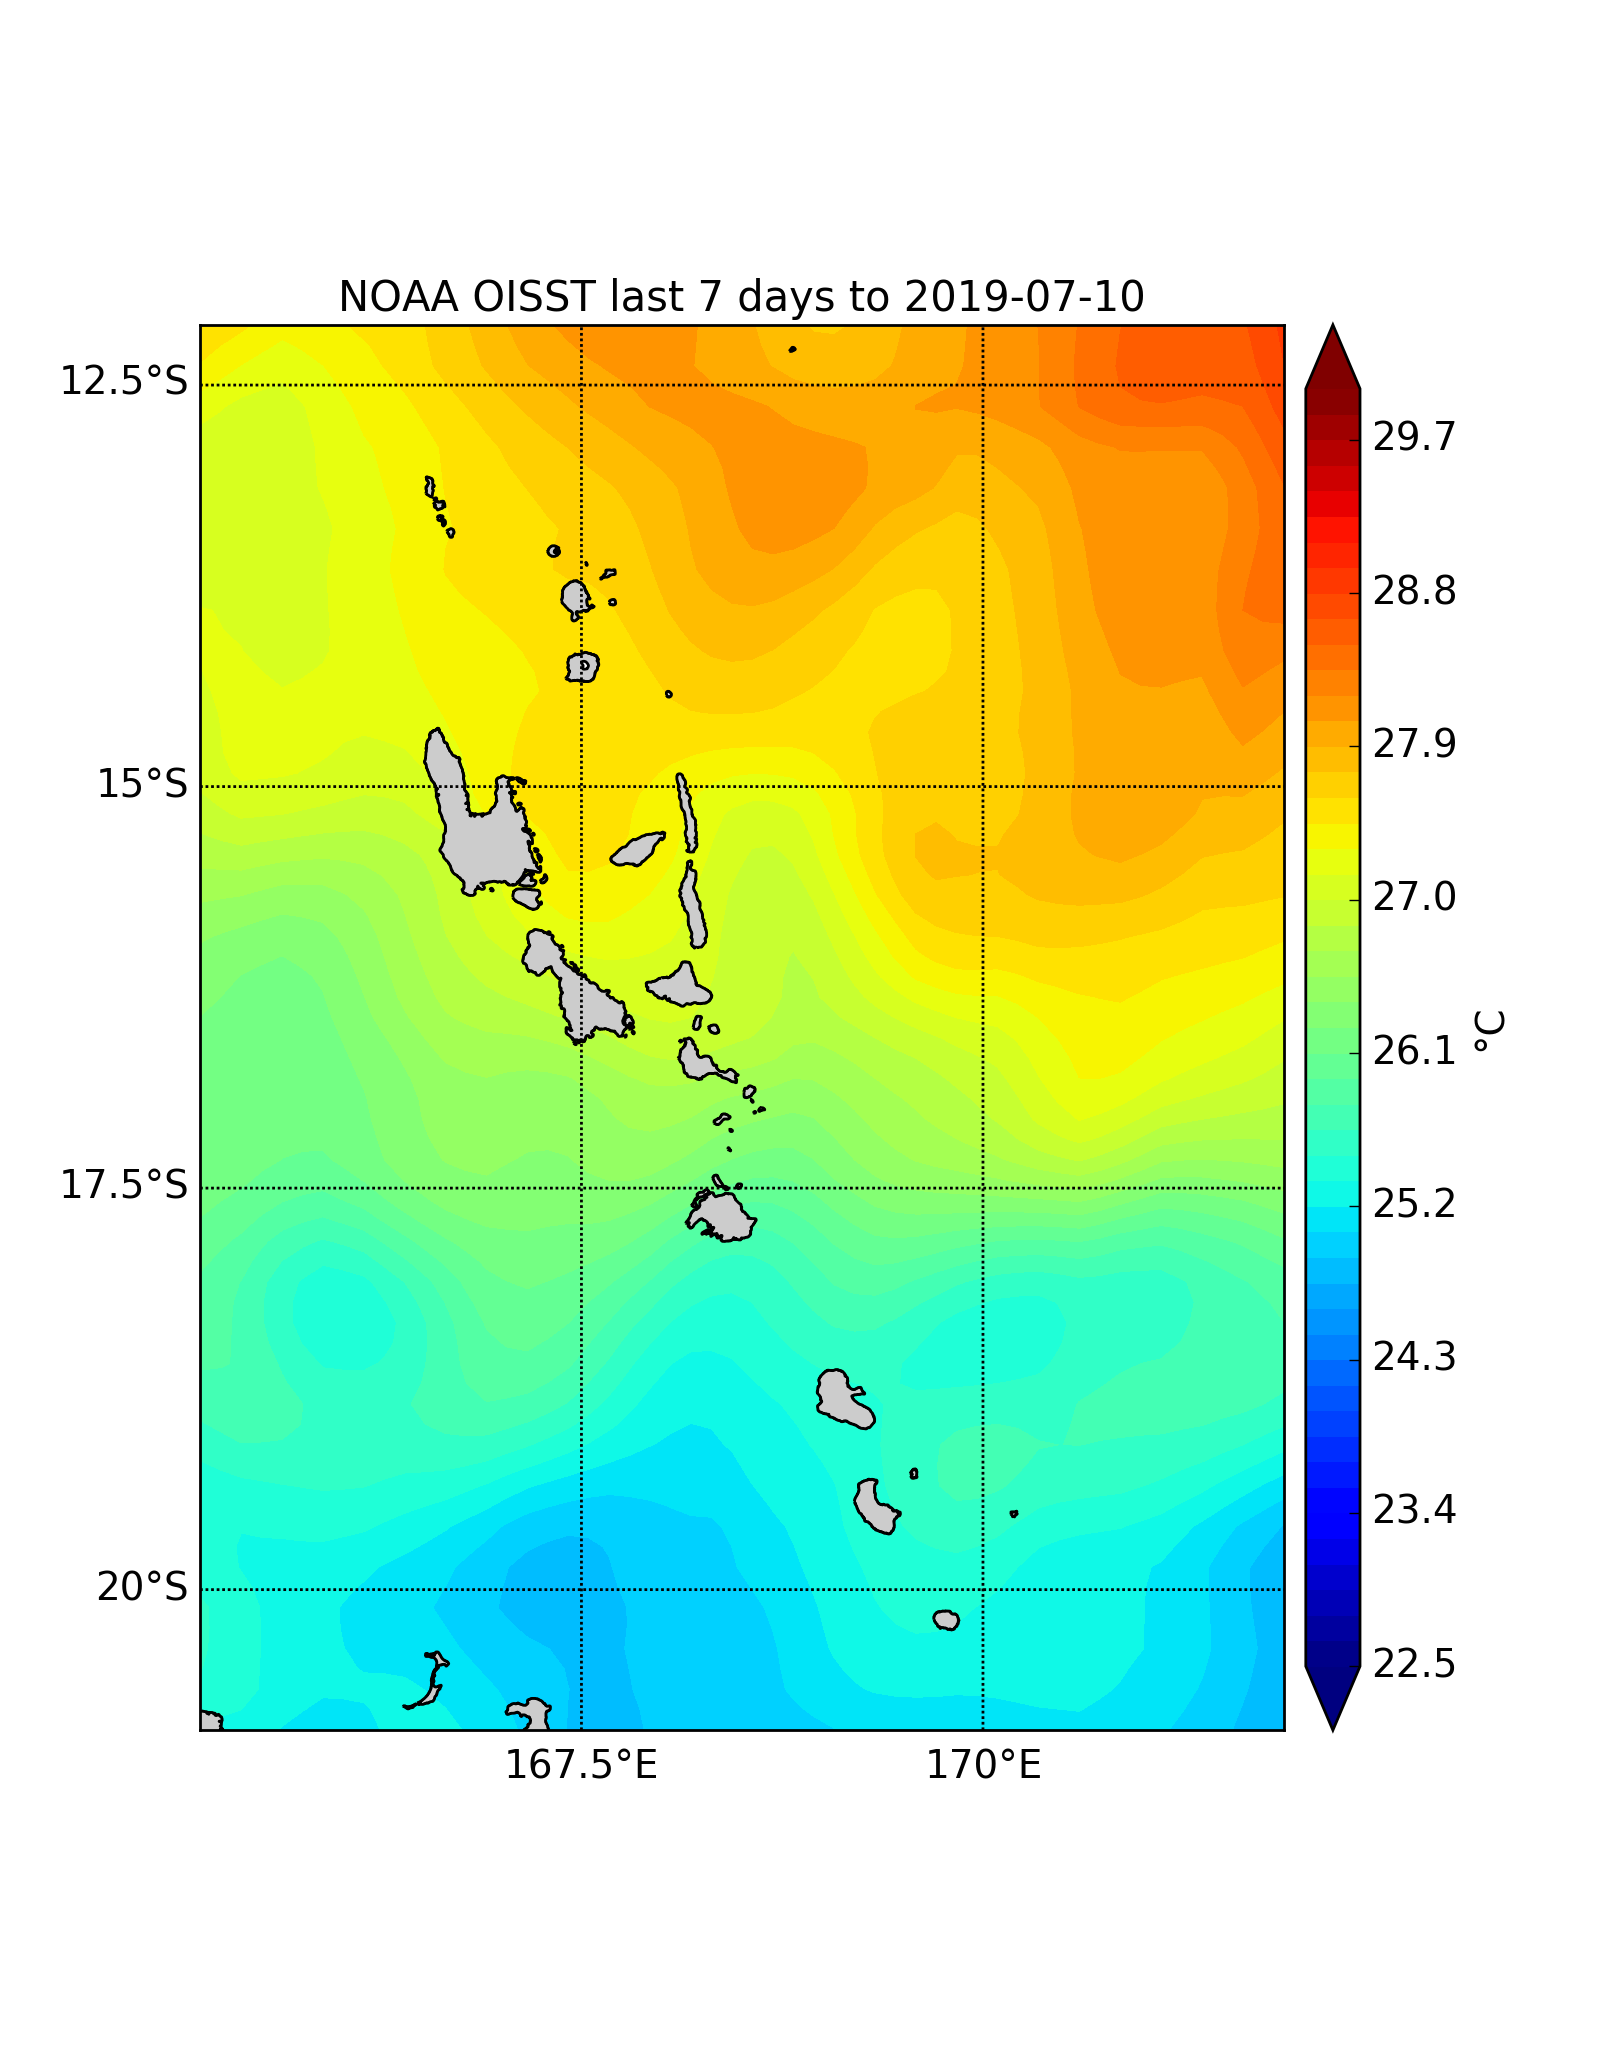 NOAA OISST last 7 days to 2019-07-10
12.5°S
15°S
17.5°S
20°S
167.5°E
170°E
29.7
28.8
27.9
27.0
26.1
25.2
24.3
23.4
22.5
°C